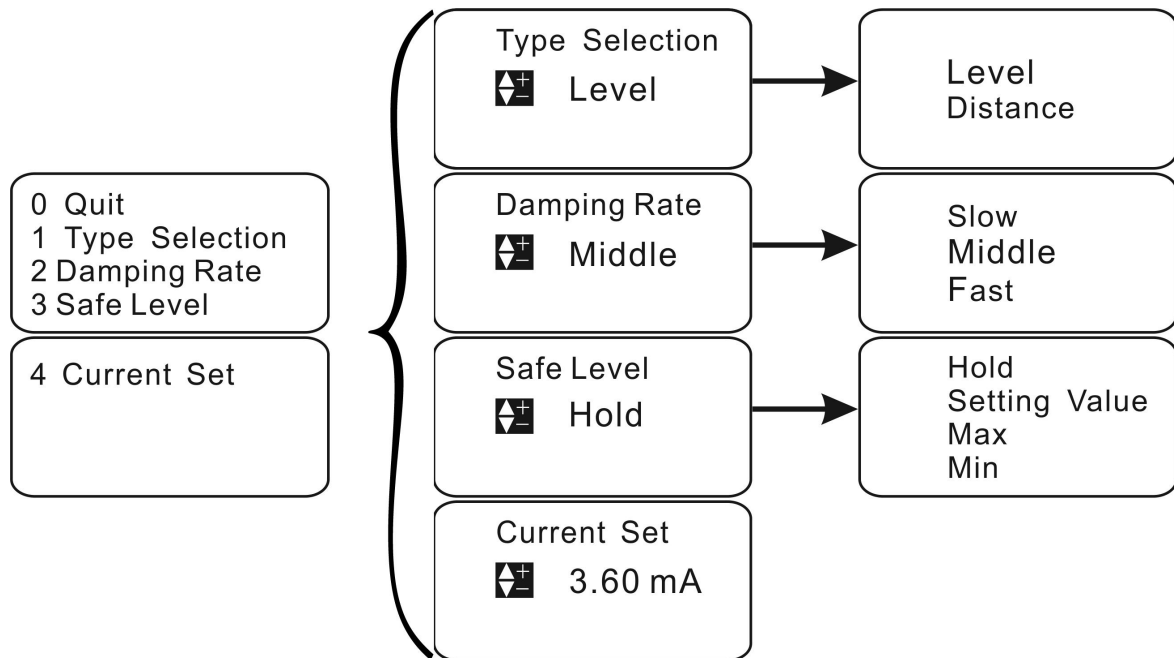 0 Quit
1 Type Selection
2 Damping Rate
3 Safe Level
4 Current Set
Type Selection
Level
Level
Distance
Damping Rate
Middle
Slow
Middle
Fast
Safe Level
Hold
Hold
Setting Value
Max
Min
Current Set
3.60 mA